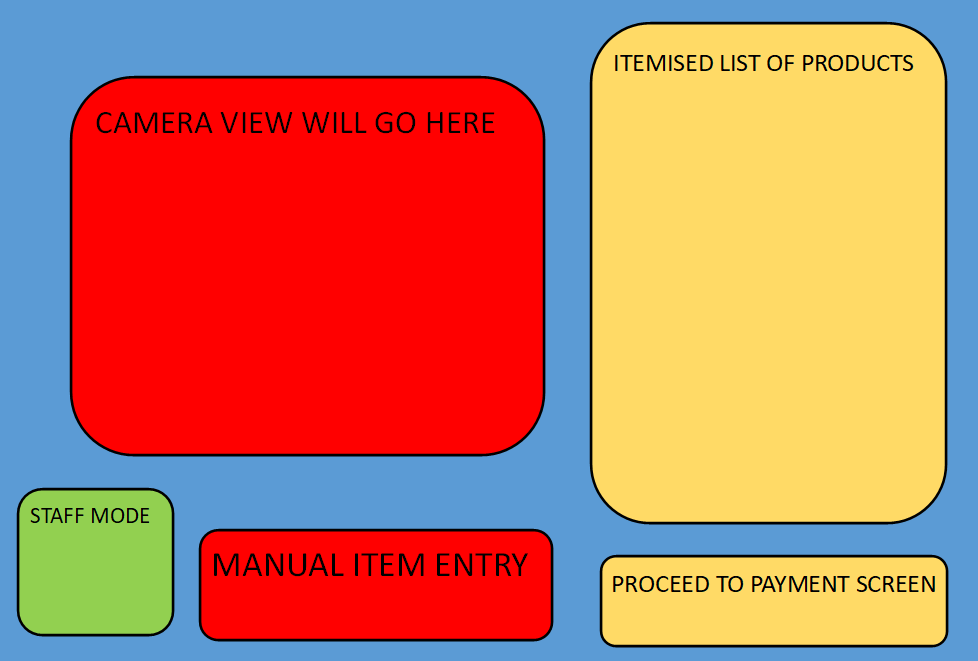 CAMERA VIEW WILL GO HERE
ITEMISED LIST OF PRODUCTS
STAFF MODE
MANUAL ITEM ENTRY
PROCEED TO PAYMENT SCREEN